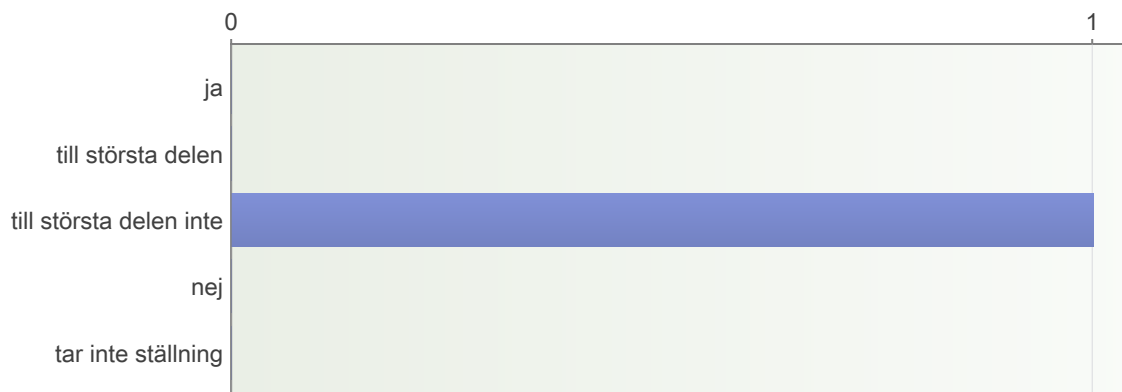 0 1
ja
till största delen
till största delen inte
nej
tar inte ställning